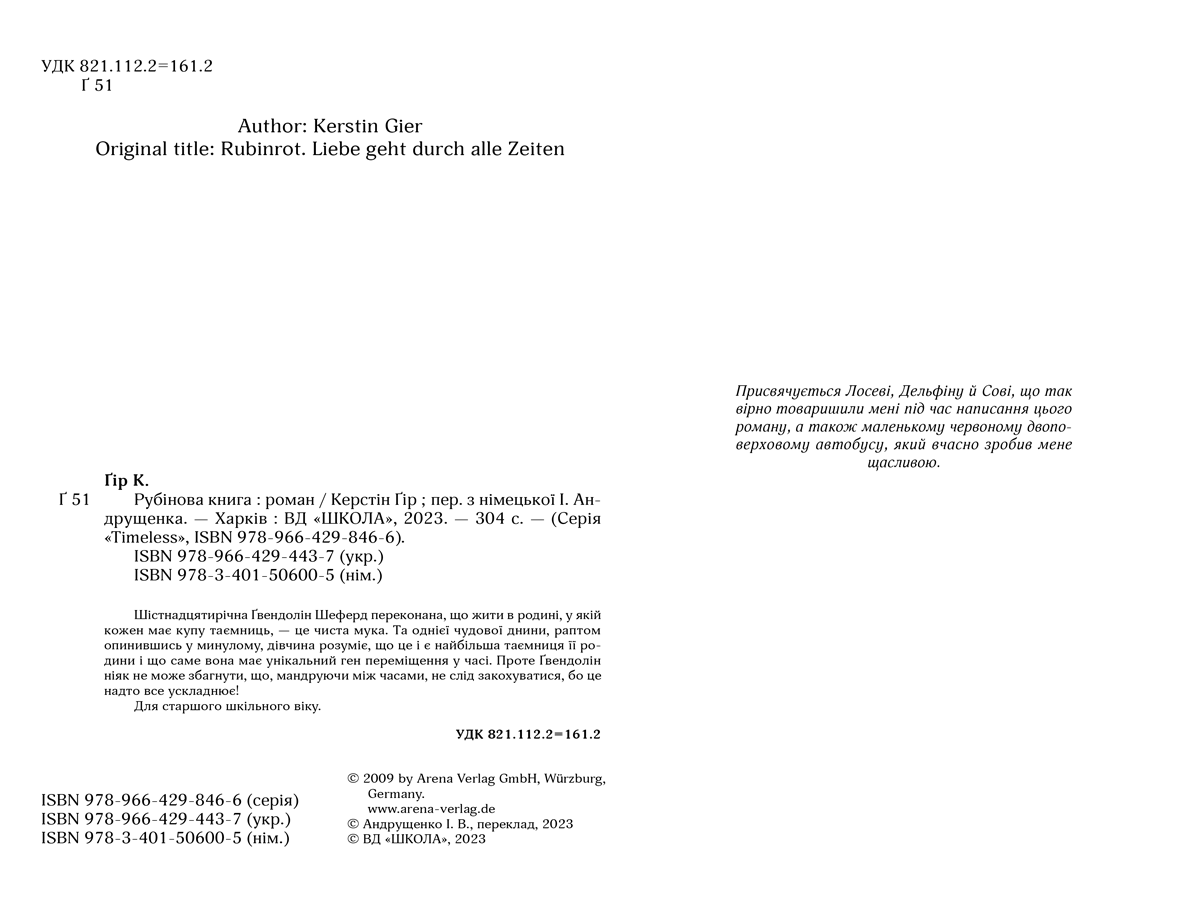 УДК 821.112.2=161.2
Ґ 51
Author: Kerstin Gier
Original title: Rubinrot. Liebe geht durch alle Zeiten
Ґір К.
Ґ 51 Рубінова книга : роман / Керстін Ґір ; пер. з німецької І. Ан-
друщенка. — Харків : ВД «ШКОЛА», 2023. — 304 с. — (Серія
«Timeless», ISBN 978-966-429-846-6).
ISBN 978-966-429-443-7 (укр.)
ISBN 978-3-401-50600-5 (нім.)
Шістнадцятирічна Ґвендолін Шеферд переконана, що жити в родині, у якій
кожен має купу таємниць, — це чиста мука. Та однієї чудової днини, раптом
опинившись у минулому, дівчина розуміє, що це і є найбільша таємниця її ро-
дини і що саме вона має унікальний ген переміщення у часі. Проте Ґвендолін
ніяк не може збагнути, що, мандруючи між часами, не слід закохуватися, бо це
надто все ускладнює!
Для старшого шкільного віку.
УДК 821.112.2=161.2
ISBN 978-966-429-846-6 (серія)
ISBN 978-966-429-443-7 (укр.)
ISBN 978-3-401-50600-5 (нім.)
© 2009 by Arena Verlag GmbH, Würzburg,
Germany.
www.arena-verlag.de
© Андрущенко І. В., переклад, 2023
© ВД «ШКОЛА», 2023
Присвячується Лосеві, Дельфіну й Сові, що так
вірно товаришили мені під час написання цього
роману, а також маленькому червоному двопо-
верховому автобусу, який вчасно зробив мене
щасливою.